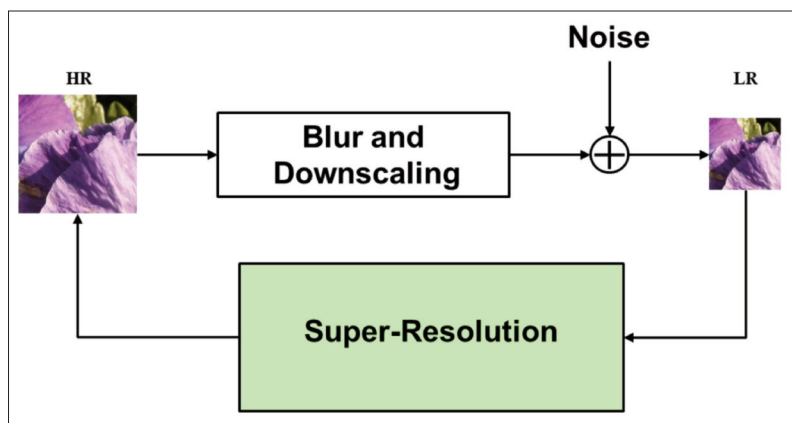 Noise
HR
LR
Blur and
Downscaling
Super-Resolution